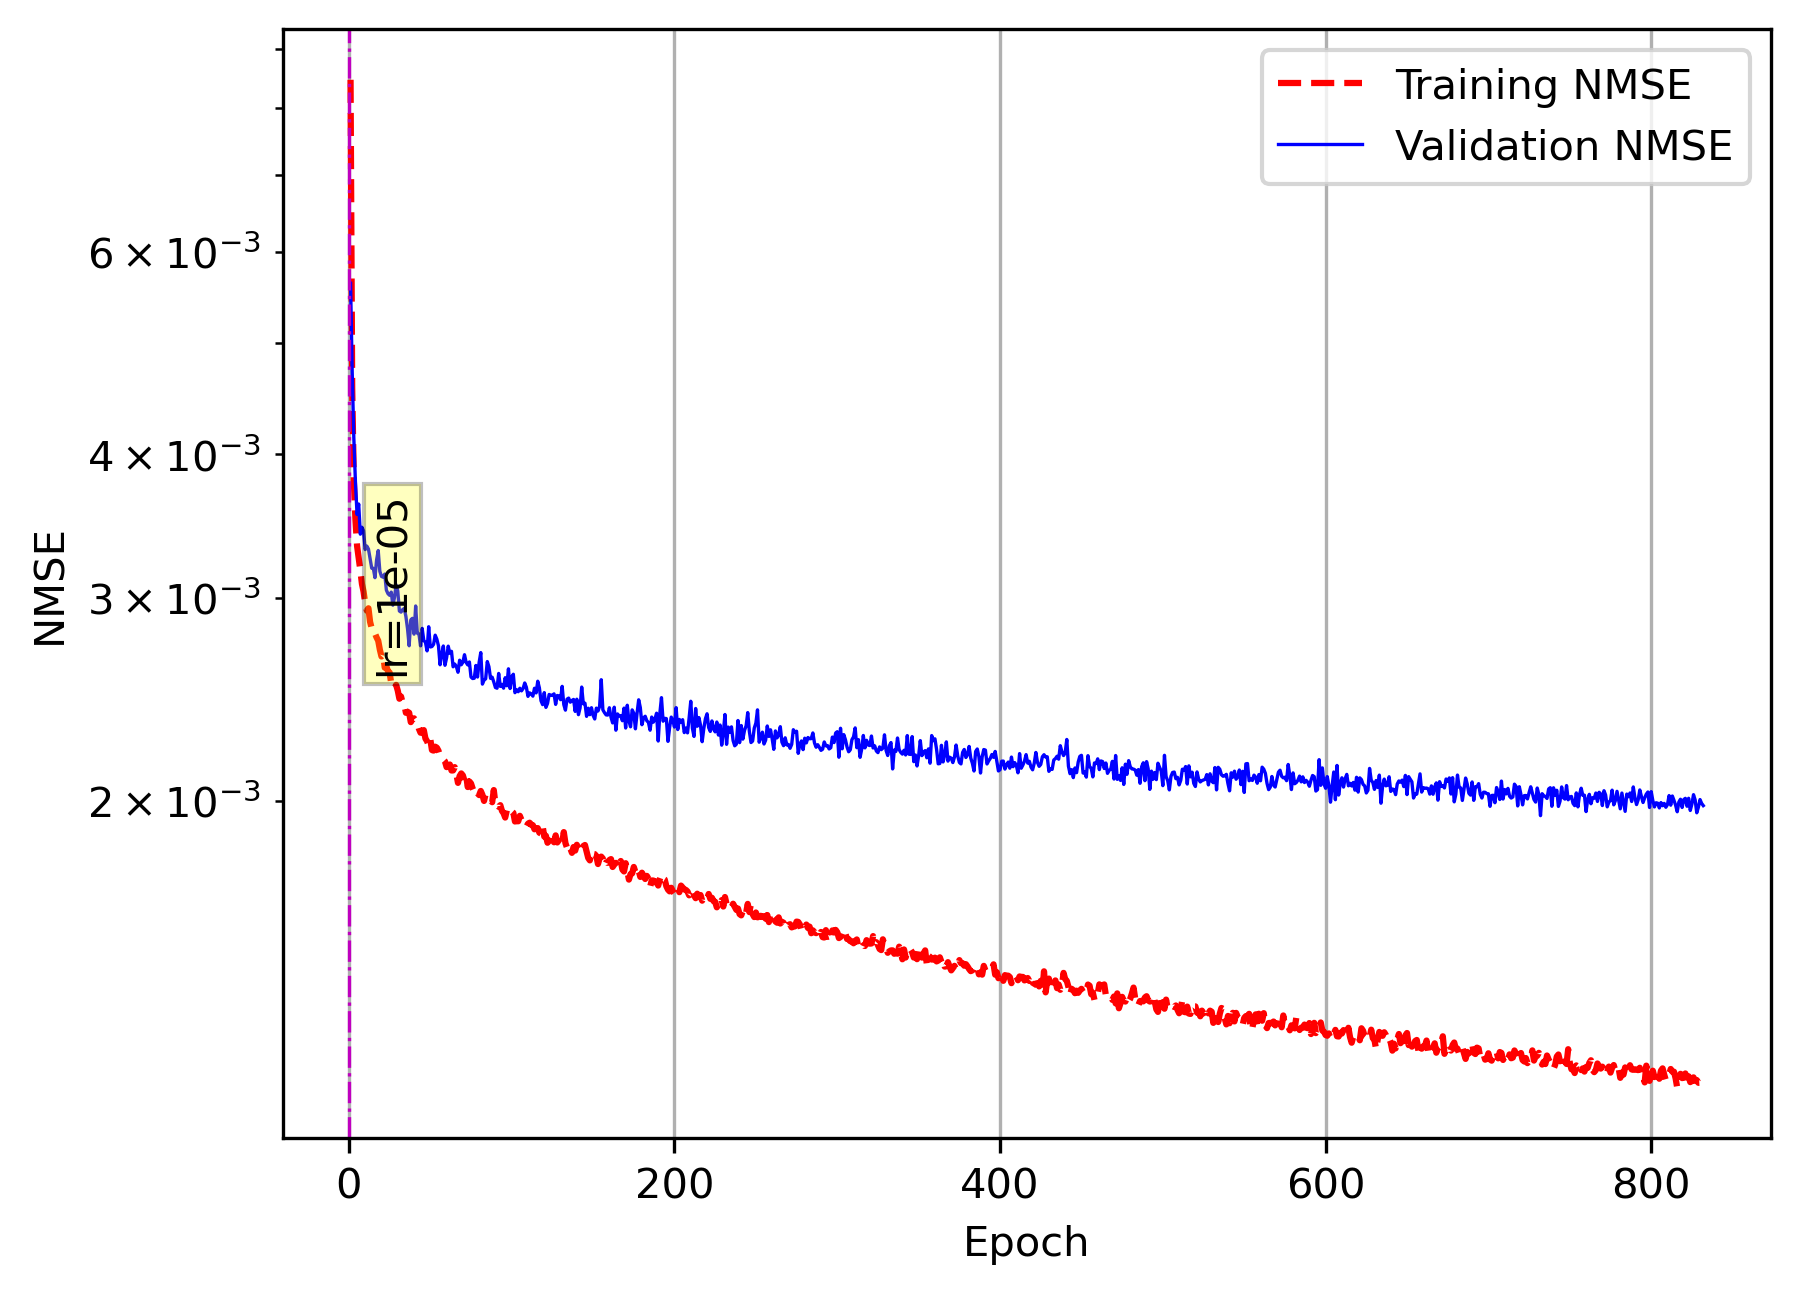 Training NMSE
Validation NMSE
6 × 10⁻³
4 × 10⁻³
3 × 10⁻³
2 × 10⁻³
NMSE
lr=1e-05
0 200 400 600 800
Epoch